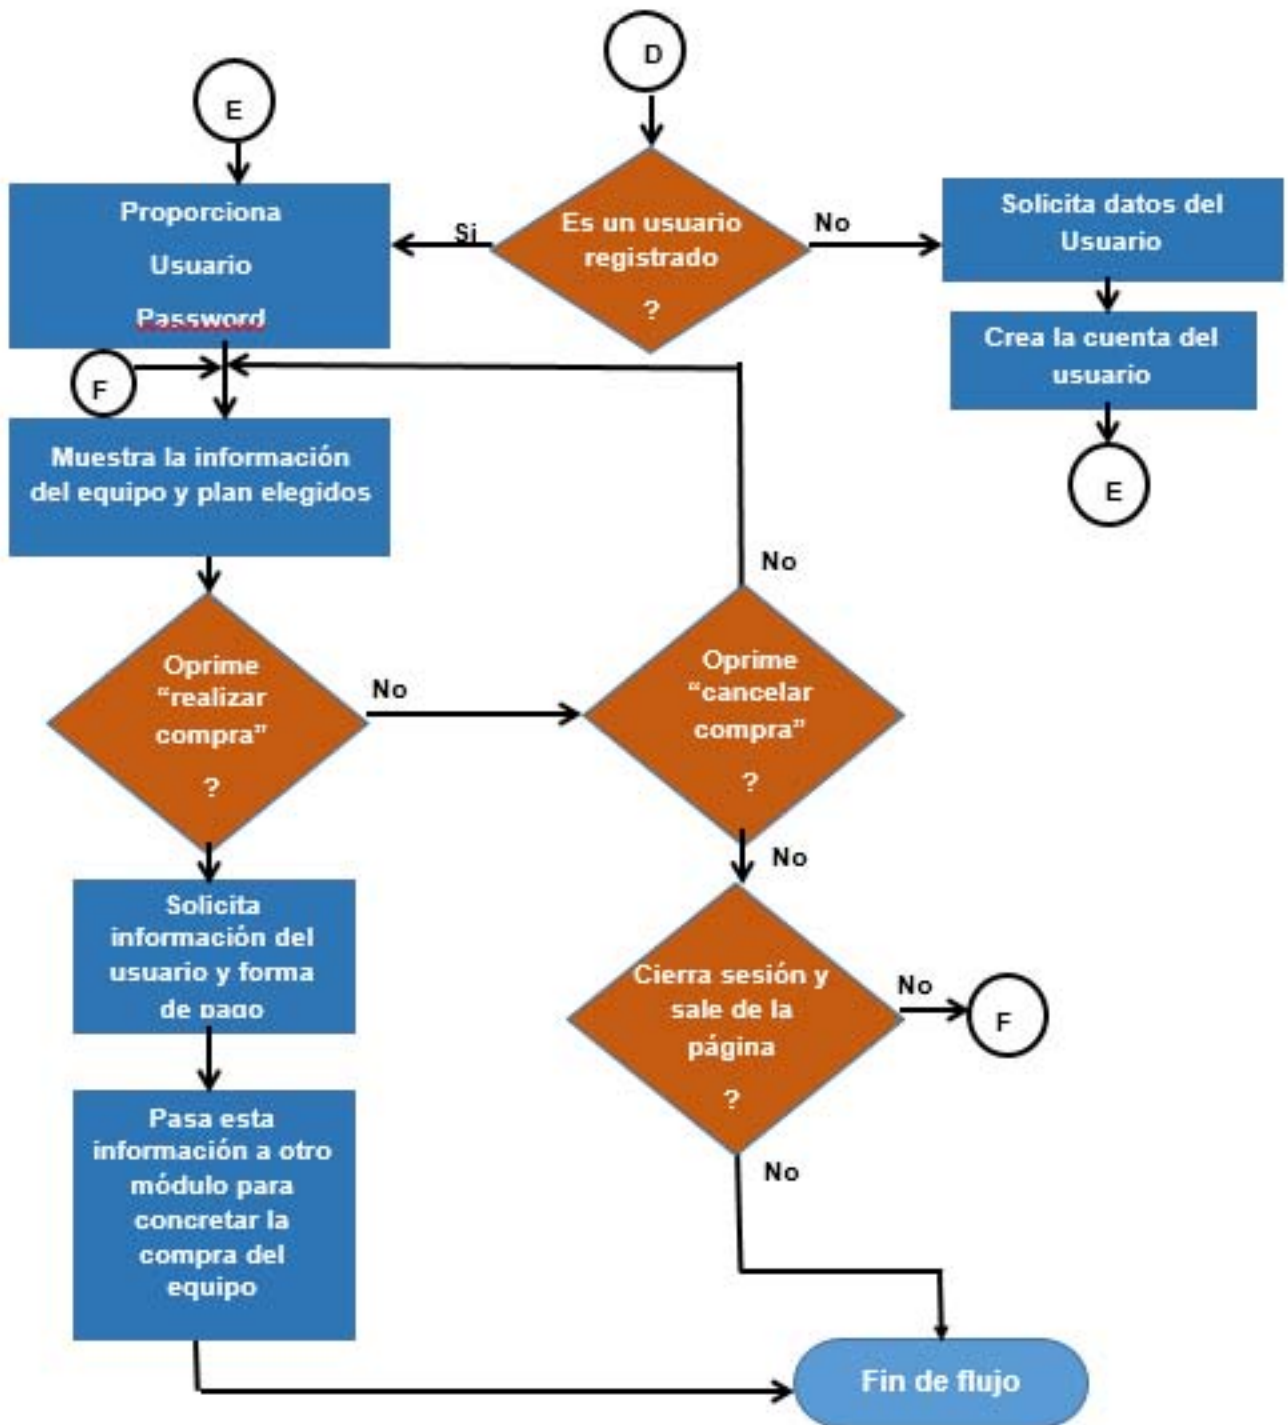 D
E
Es un usuario
registrado
?
Si
No
Proporciona
Usuario
Password
Solicita datos del
Usuario
Crea la cuenta del
usuario
E
F
Muestra la información
del equipo y plan elegidos
No
Oprime
“realizar
compra”
?
No
Oprime
“cancelar
compra”
?
No
Solicita
información del
usuario y forma
de pago
Cierra sesión y
sale de la
página
?
No
F
No
Pasa esta
información a otro
módulo para
concretar la
compra del
equipo
Fin de flujo